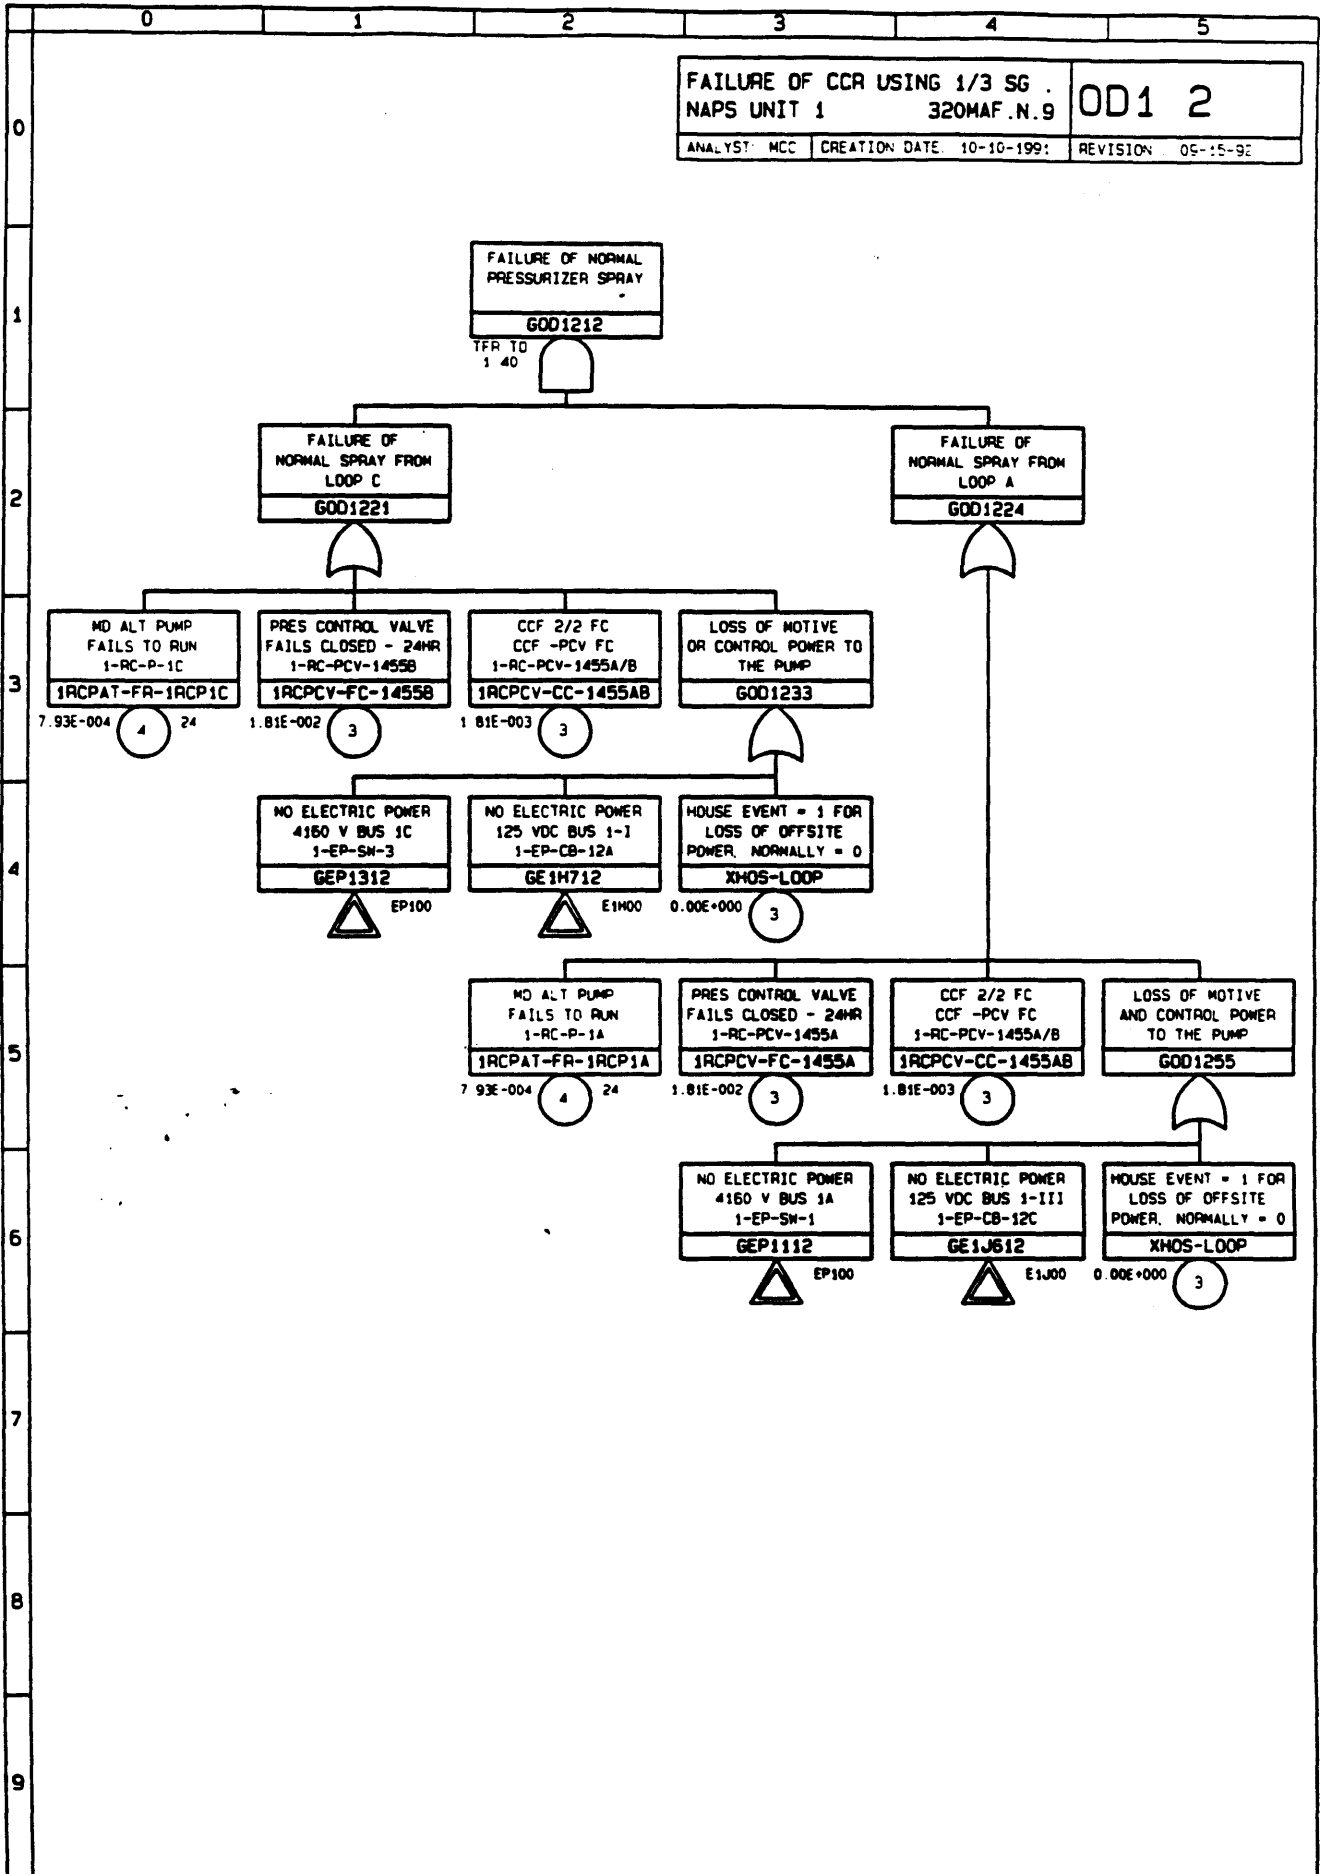 0 1 2 3 4 5
FAILURE OF CCR USING 1/3 SG .
NAPS UNIT 1 320MAF.N.9
OD1 2
ANALYST: MCC CREATION DATE: 10-10-1991 REVISION: 09-15-92
0
FAILURE OF NORMAL
PRESSURIZER SPRAY
GOD1212
TFR TO
1 40
1
FAILURE OF
NORMAL SPRAY FROM
LOOP C
GOD1221
FAILURE OF
NORMAL SPRAY FROM
LOOP A
GOD1224
2
MD ALT PUMP
FAILS TO RUN
1-RC-P-1C
1RCPAT-FR-1RCP1C
7.93E-004 4 24
PRES CONTROL VALVE
FAILS CLOSED - 24HR
1-RC-PCV-1455B
1RCPCV-FC-1455B
1.81E-002 3
CCF 2/2 FC
CCF -PCV FC
1-RC-PCV-1455A/B
1RCPCV-CC-1455AB
1 81E-003 3
LOSS OF MOTIVE
OR CONTROL POWER TO
THE PUMP
GOD1233
3
NO ELECTRIC POWER
4160 V BUS 1C
1-EP-SW-3
GEP1312
EP100
NO ELECTRIC POWER
125 VDC BUS 1-I
1-EP-CB-12A
GE1H712
E1H00
HOUSE EVENT = 1 FOR
LOSS OF OFFSITE
POWER, NORMALLY = 0
XHOS-LOOP
0.00E+000 3
4
MD ALT PUMP
FAILS TO RUN
1-RC-P-1A
1RCPAT-FR-1RCP1A
7 93E-004 4 24
PRES CONTROL VALVE
FAILS CLOSED - 24HR
1-RC-PCV-1455A
1RCPCV-FC-1455A
1.81E-002 3
CCF 2/2 FC
CCF -PCV FC
1-RC-PCV-1455A/B
1RCPCV-CC-1455AB
1.81E-003 3
LOSS OF MOTIVE
AND CONTROL POWER
TO THE PUMP
GOD1255
5
NO ELECTRIC POWER
4160 V BUS 1A
1-EP-SW-1
GEP1112
EP100
NO ELECTRIC POWER
125 VDC BUS 1-III
1-EP-CB-12C
GE1J612
E1J00
HOUSE EVENT = 1 FOR
LOSS OF OFFSITE
POWER, NORMALLY = 0
XHOS-LOOP
0.00E+000 3
6
7
8
9